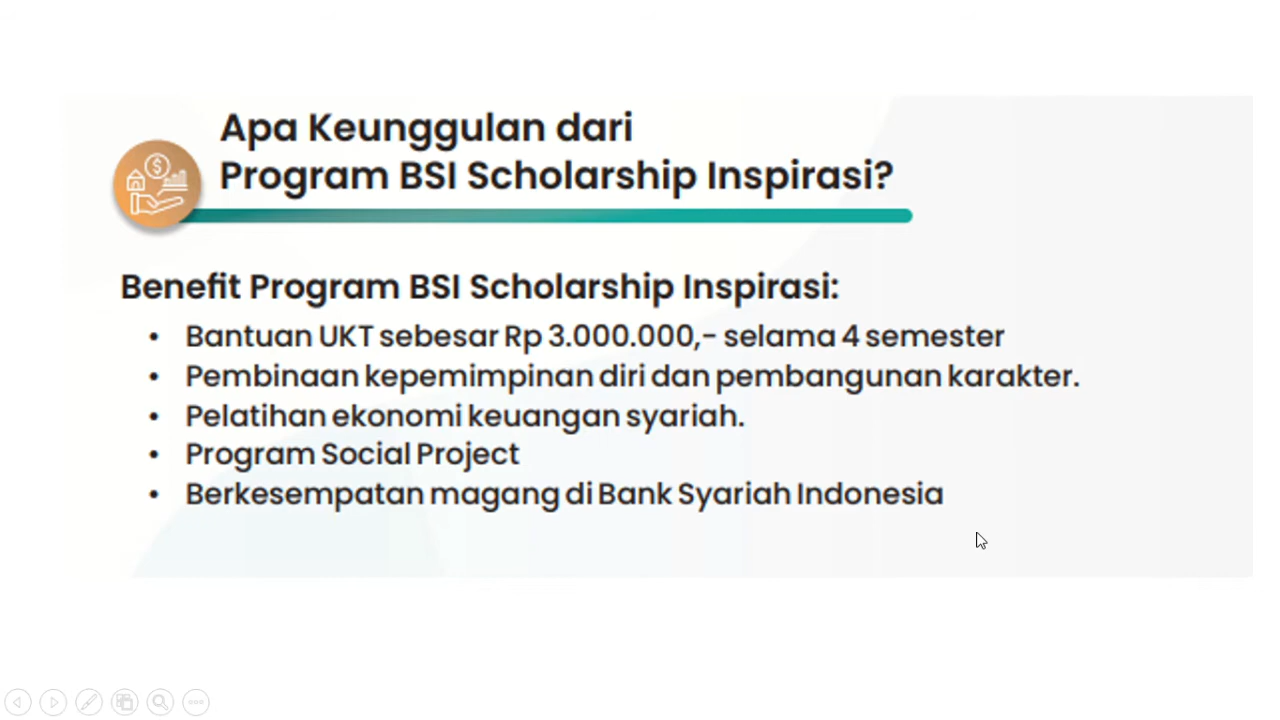 Apa Keunggulan dari
Program BSI Scholarship Inspirasi?
Benefit Program BSI Scholarship Inspirasi:
• Bantuan UKT sebesar Rp 3.000.000,- selama 4 semester
• Pembinaan kepemimpinan diri dan pembangunan karakter.
• Pelatihan ekonomi keuangan syariah.
• Program Social Project
• Berkesempatan magang di Bank Syariah Indonesia